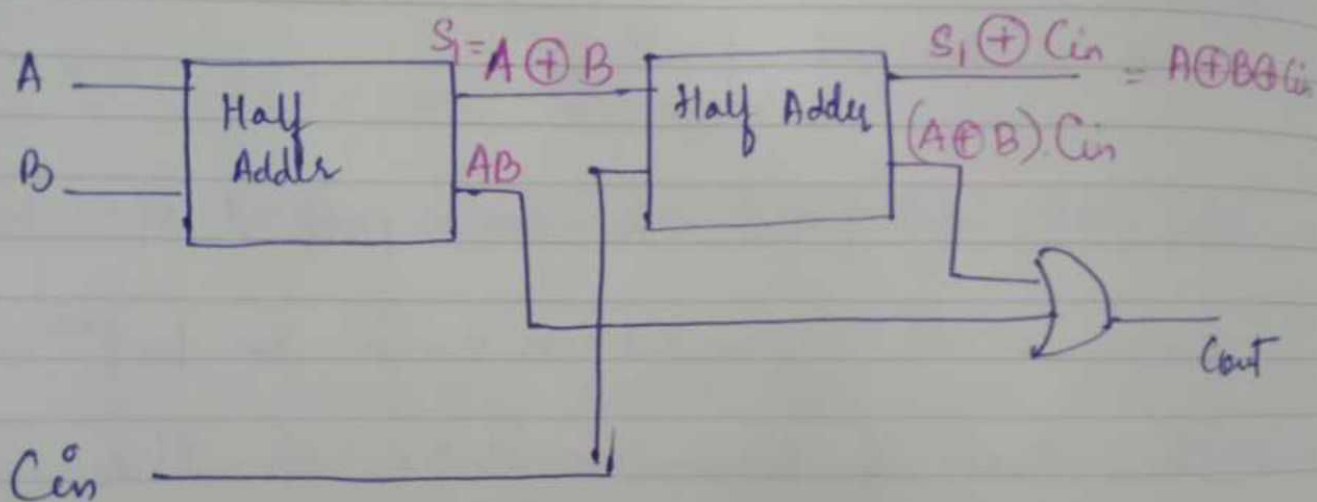 S₁ = A ⊕ B
S₁ ⊕ Cin = A⊕B⊕Cin
A
Half Adder
Half Adder
(A⊕B).Cin
B
AB
Cout
Cin